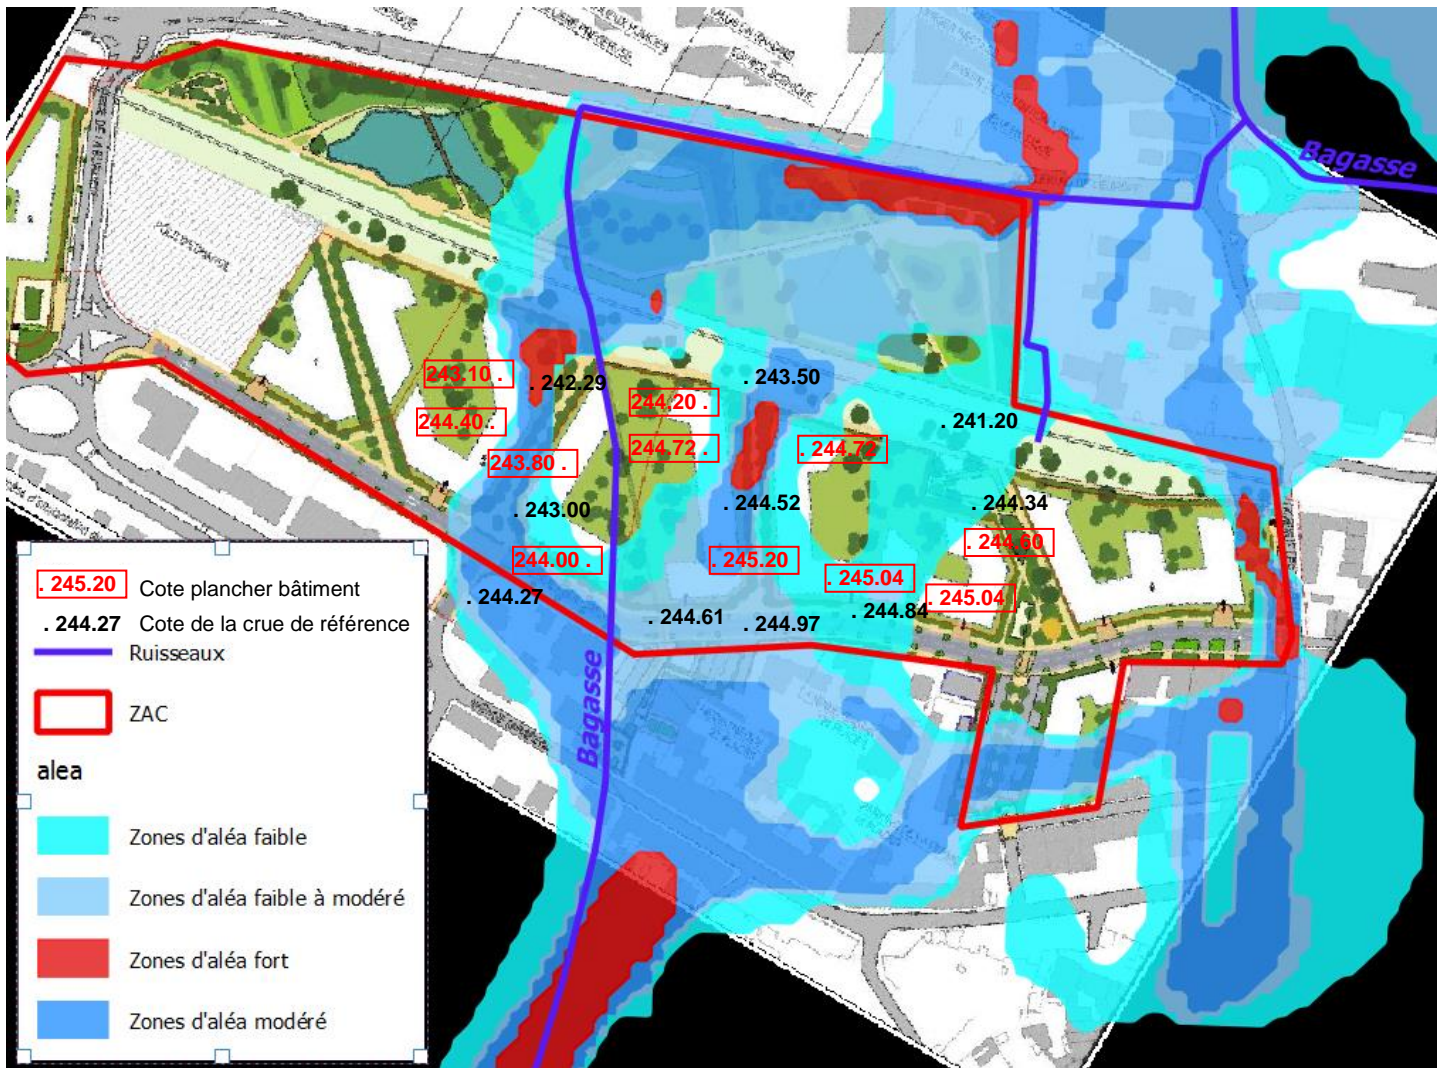 Bagasse
243.10 .
. 242.29
. 243.50
244.20 .
244.40 .
. 241.20
244.72 .
. 244.72
243.80 .
. 243.00
. 244.52
. 244.34
. 244.60
244.00 .
. 245.20
. 245.04
. 245.04
. 244.27
. 244.61
. 244.97
. 244.84
Bagasse
. 245.20 Cote plancher bâtiment
. 244.27 Cote de la crue de référence
Ruisseaux
ZAC
alea
Zones d'aléa faible
Zones d'aléa faible à modéré
Zones d'aléa fort
Zones d'aléa modéré